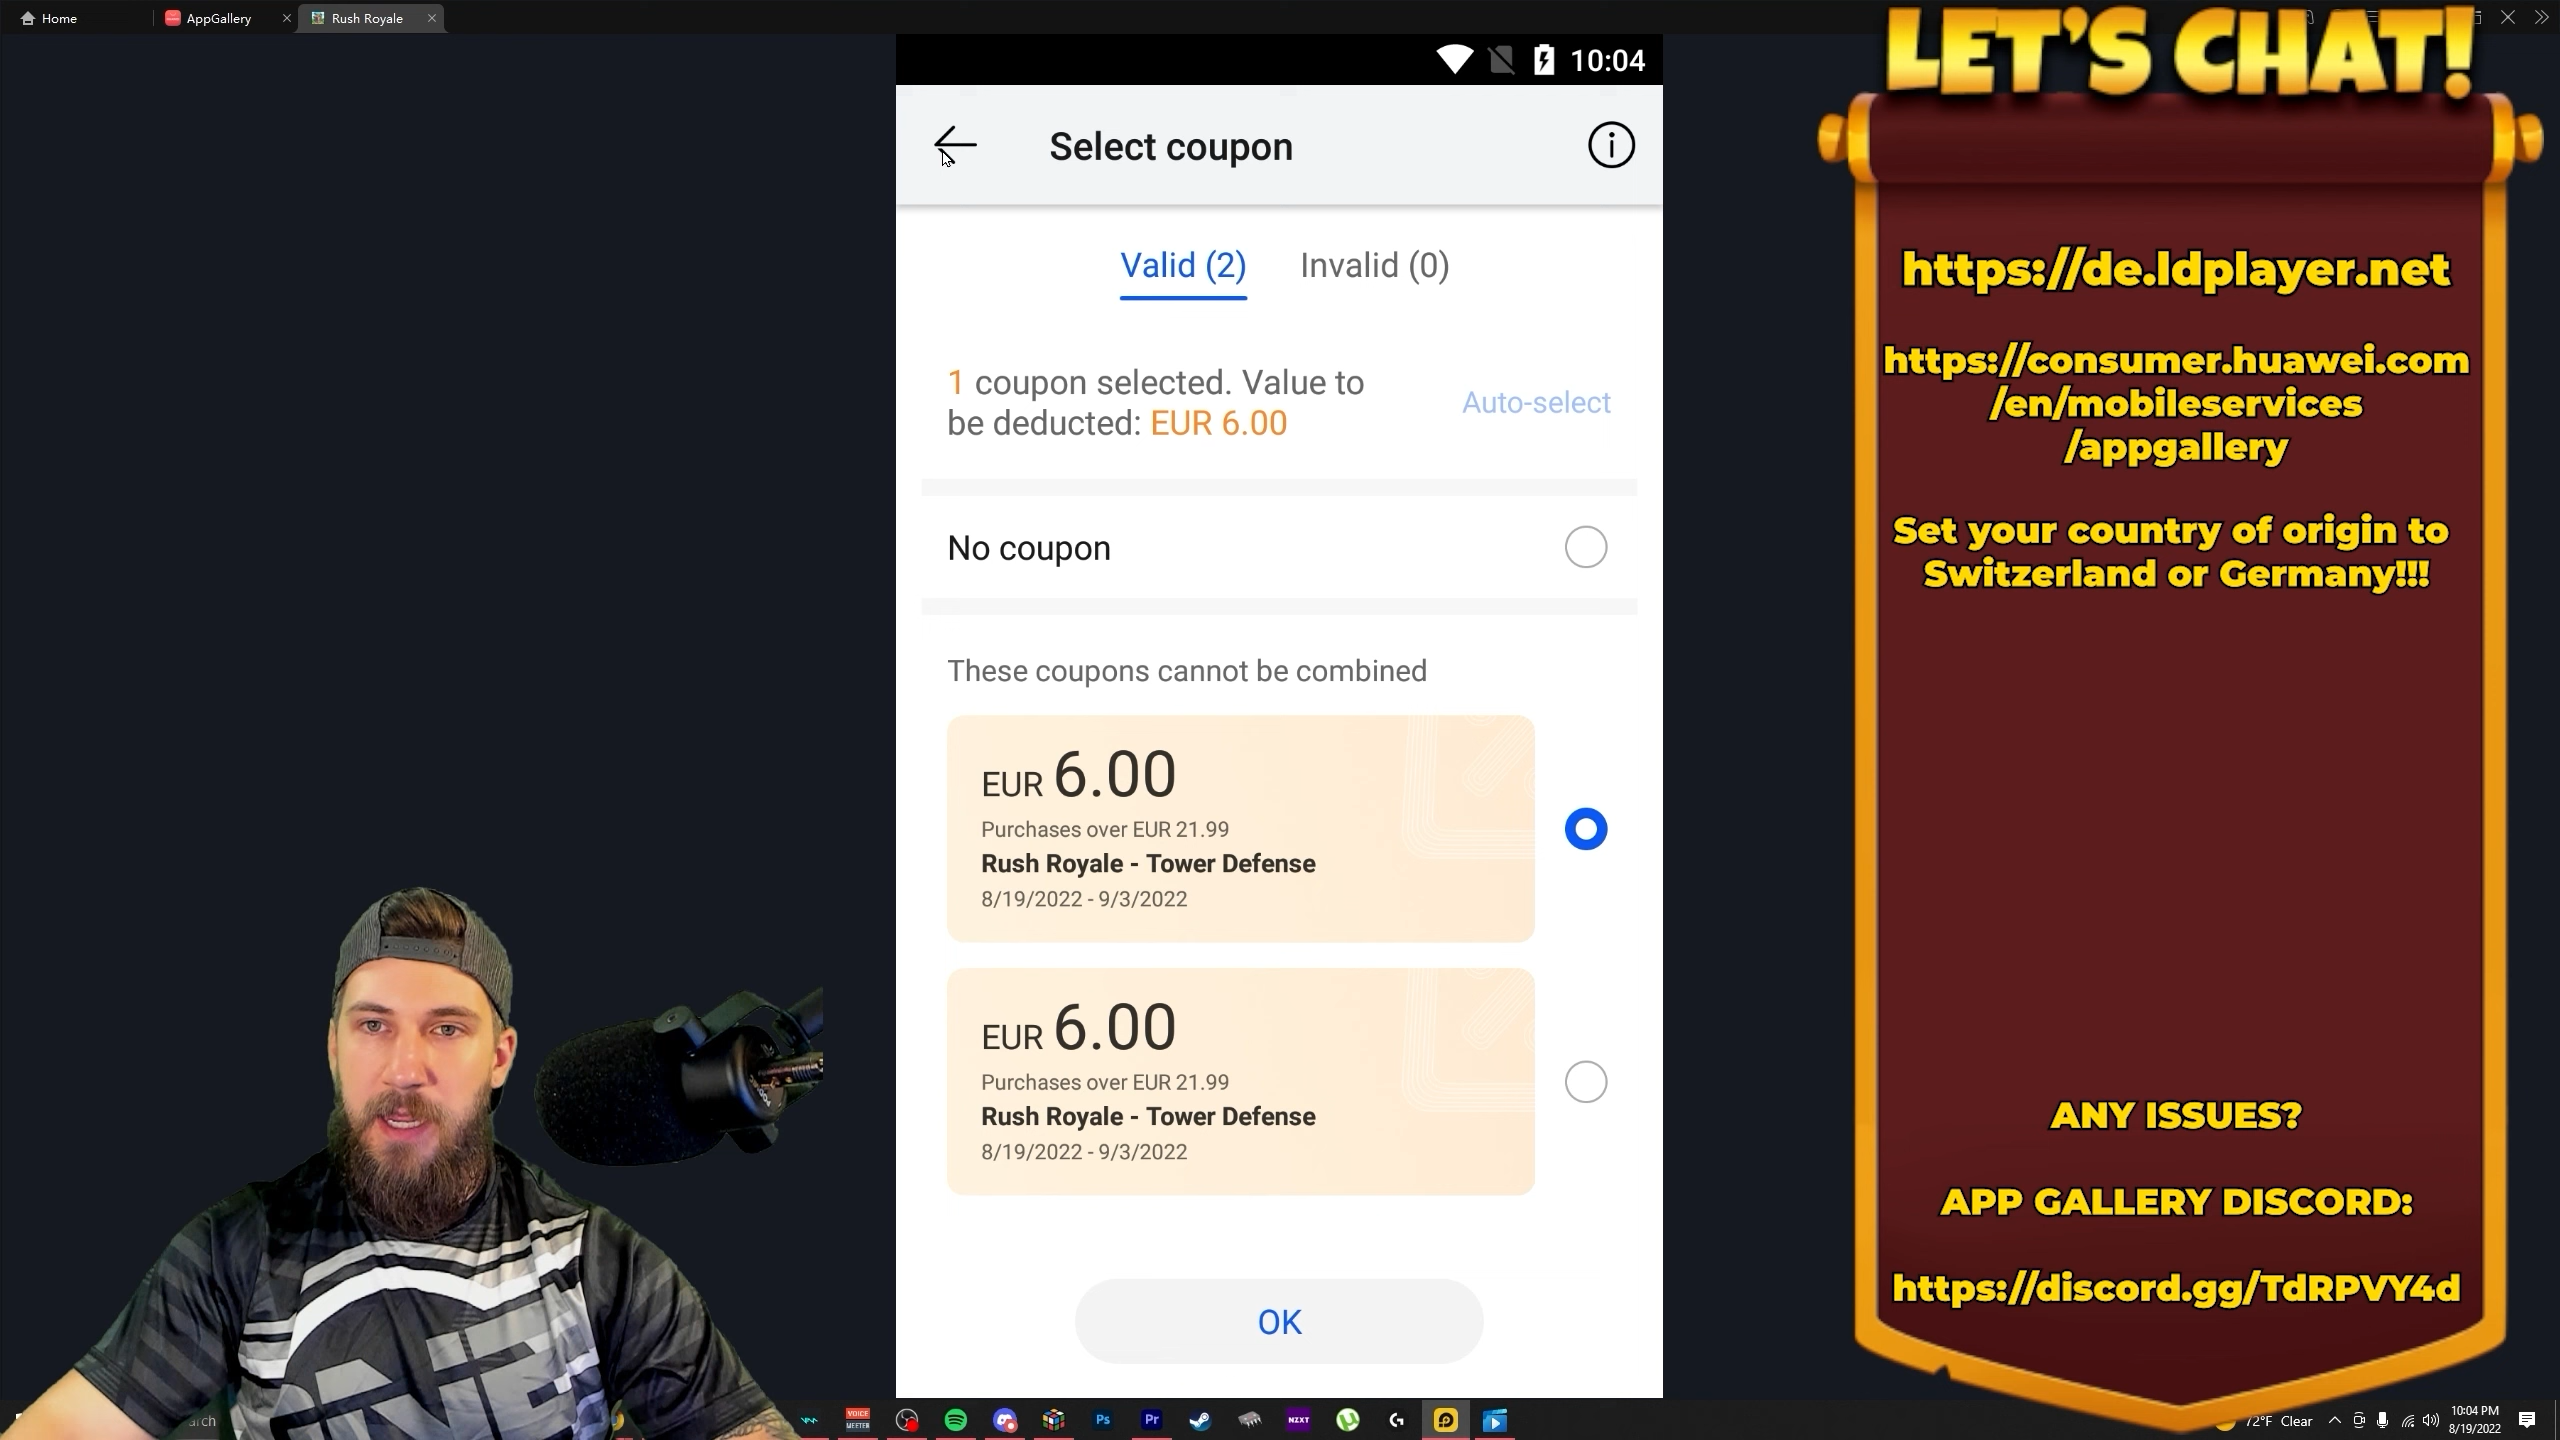 Home
AppGallery
Rush Royale
10:04
Select coupon
Valid (2)
Invalid (0)
1 coupon selected. Value to
be deducted: EUR 6.00
Auto-select
No coupon
These coupons cannot be combined
EUR 6.00
Purchases over EUR 21.99
Rush Royale - Tower Defense
8/19/2022 - 9/3/2022
EUR 6.00
Purchases over EUR 21.99
Rush Royale - Tower Defense
8/19/2022 - 9/3/2022
OK
LET'S CHAT!
https://de.ldplayer.net
https://consumer.huawei.com
/en/mobileservices
/appgallery
Set your country of origin to
Switzerland or Germany!!!
ANY ISSUES?
APP GALLERY DISCORD:
https://discord.gg/TdRPVY4d
VOICE
MEETER
Ps
Pr
NZXT
72°F Clear
10:04 PM
8/19/2022